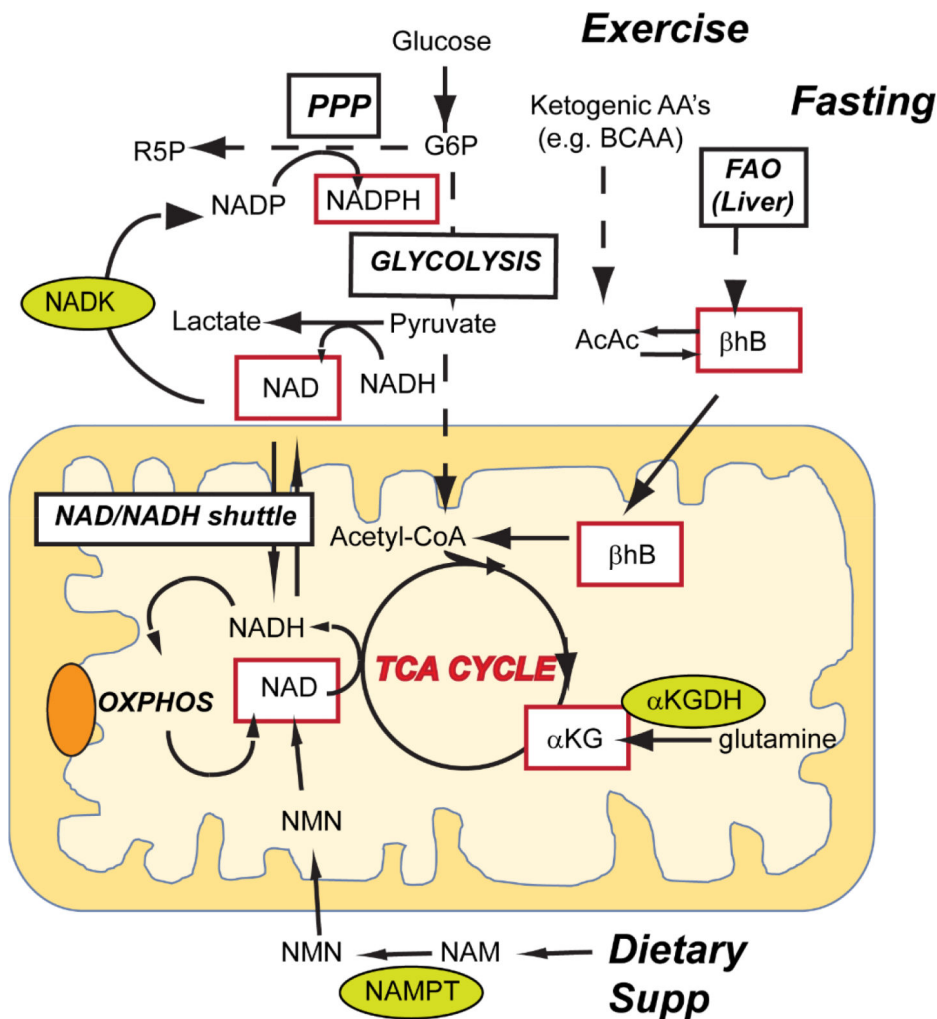 Exercise
Glucose
Fasting
Ketogenic AA's
(e.g. BCAA)
PPP
R5P
G6P
FAO
(Liver)
NADP
NADPH
GLYCOLYSIS
NADK
Lactate
Pyruvate
AcAc
βhB
NAD
NADH
NAD/NADH shuttle
Acetyl-CoA
βhB
NADH
TCA CYCLE
NAD
OXPHOS
αKGDH
αKG
glutamine
NMN
NMN
NAM
Dietary
Supp
NAMPT